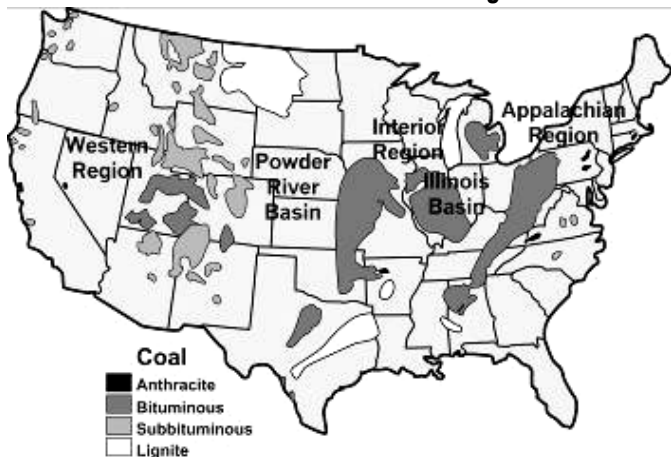 Appalachian
Region
Interior
Region
Western
Region
Powder
River
Basin
Illinois
Basin
Coal
Anthracite
Bituminous
Subbituminous
Lignite